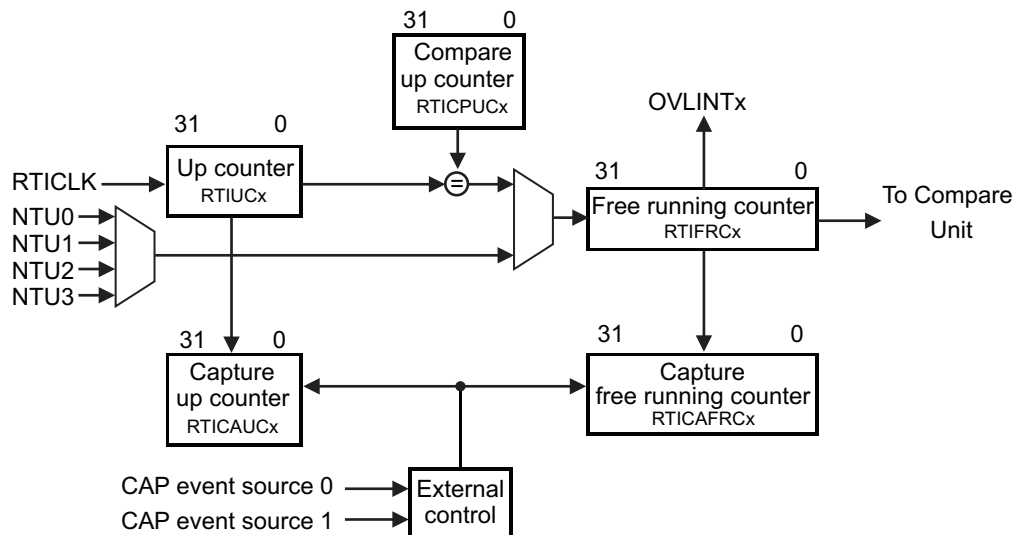 31 0
Compare
up counter
RTICPUCx
OVLINTx
31 0
Up counter
RTIUCx
RTICLK
=
31 0
Free running counter
RTIFRCx
To Compare
Unit
NTU0
NTU1
NTU2
NTU3
31 0
Capture
up counter
RTICAUCx
31 0
Capture
free running counter
RTICAFRCx
CAP event source 0
CAP event source 1
External
control